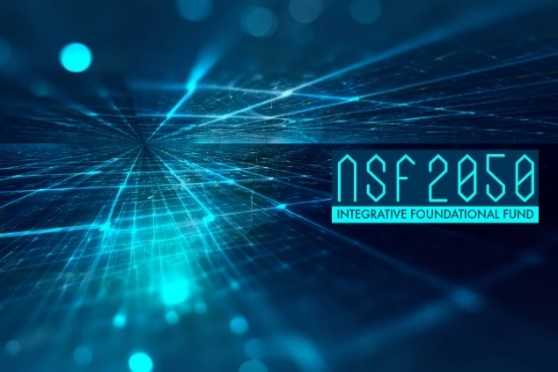 NSF 2050
INTEGRATIVE FOUNDATIONAL FUND